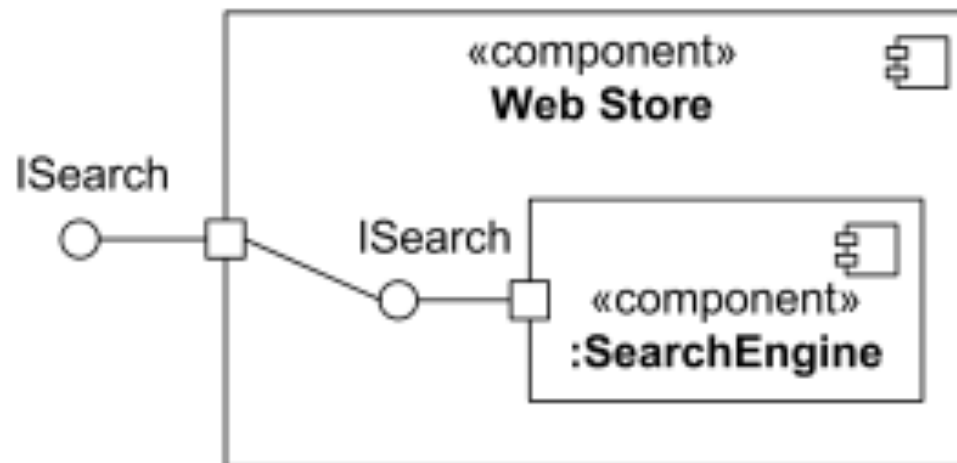 «component»
Web Store
ISearch
ISearch
«component»
:SearchEngine